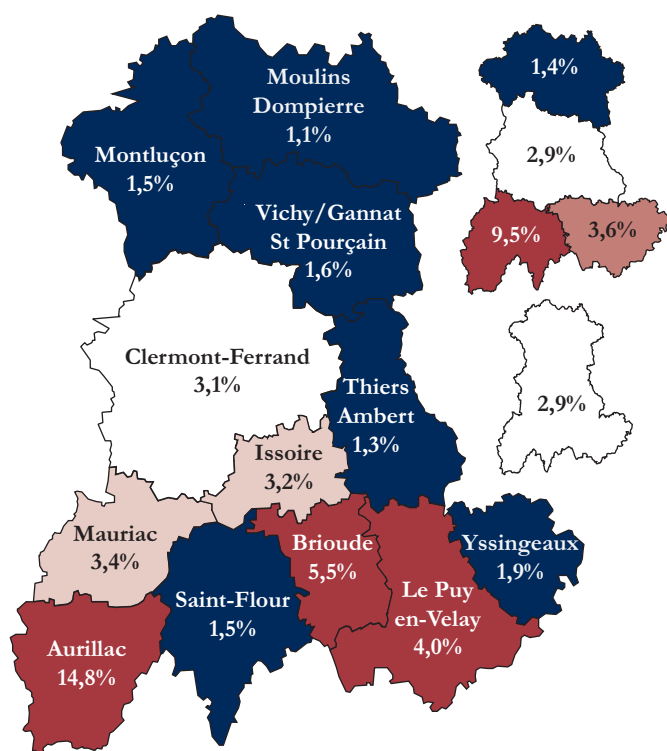 Moulins
Dompierre
1,1%
Montluçon
1,5%
Vichy/Gannat
St Pourçain
1,6%
Clermont-Ferrand
3,1%
Thiers
Ambert
1,3%
Issoire
3,2%
Mauriac
3,4%
Brioude
5,5%
Yssingeaux
1,9%
Saint-Flour
1,5%
Le Puy
en-Velay
4,0%
Aurillac
14,8%
1,4%
2,9%
9,5%
3,6%
2,9%